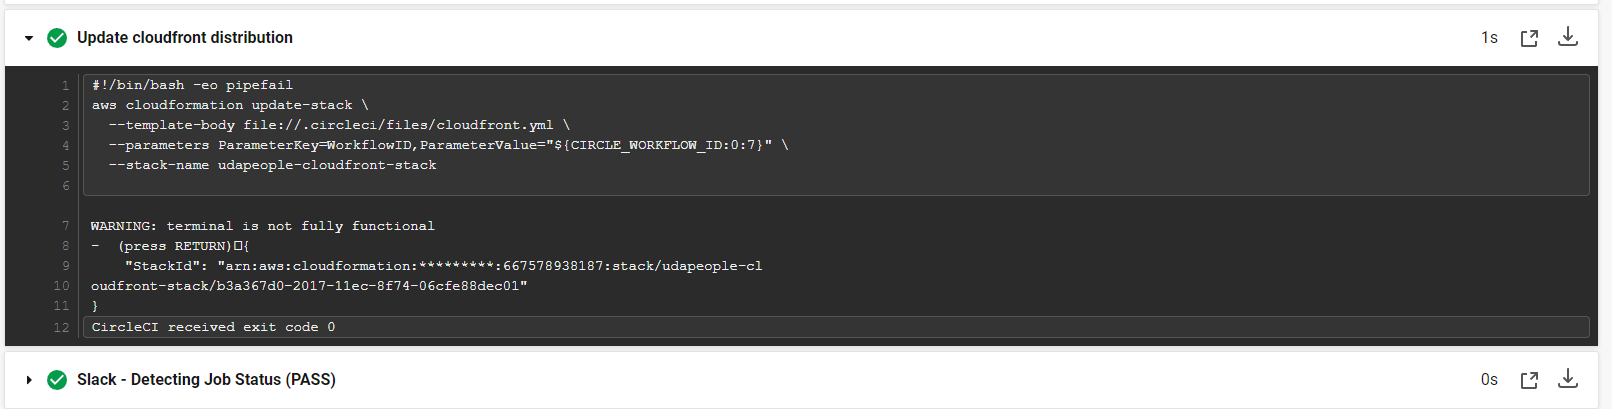 Update cloudfront distribution
1s
1 #!/bin/bash -eo pipefail
2 aws cloudformation update-stack \
3   --template-body file://.circleci/files/cloudfront.yml \
4   --parameters ParameterKey=WorkflowID,ParameterValue="${CIRCLE_WORKFLOW_ID:0:7}" \
5   --stack-name udapeople-cloudfront-stack
6
7 WARNING: terminal is not fully functional
8 -  (press RETURN)▯{
9     "StackId": "arn:aws:cloudformation:*********:667578938187:stack/udapeople-cl
10 oudfront-stack/b3a367d0-2017-11ec-8f74-06cfe88dec01"
11 }
12 CircleCI received exit code 0
Slack - Detecting Job Status (PASS)
0s